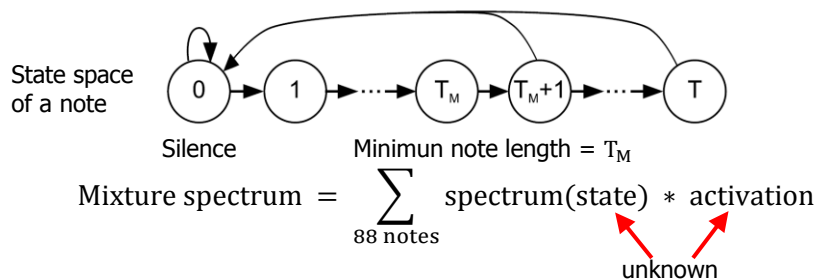 State space
of a note
0 1 ... T_M T_M+1 ... T
Silence Minimun note length = T_M
Mixture spectrum = ∑ spectrum(state) * activation
88 notes
unknown